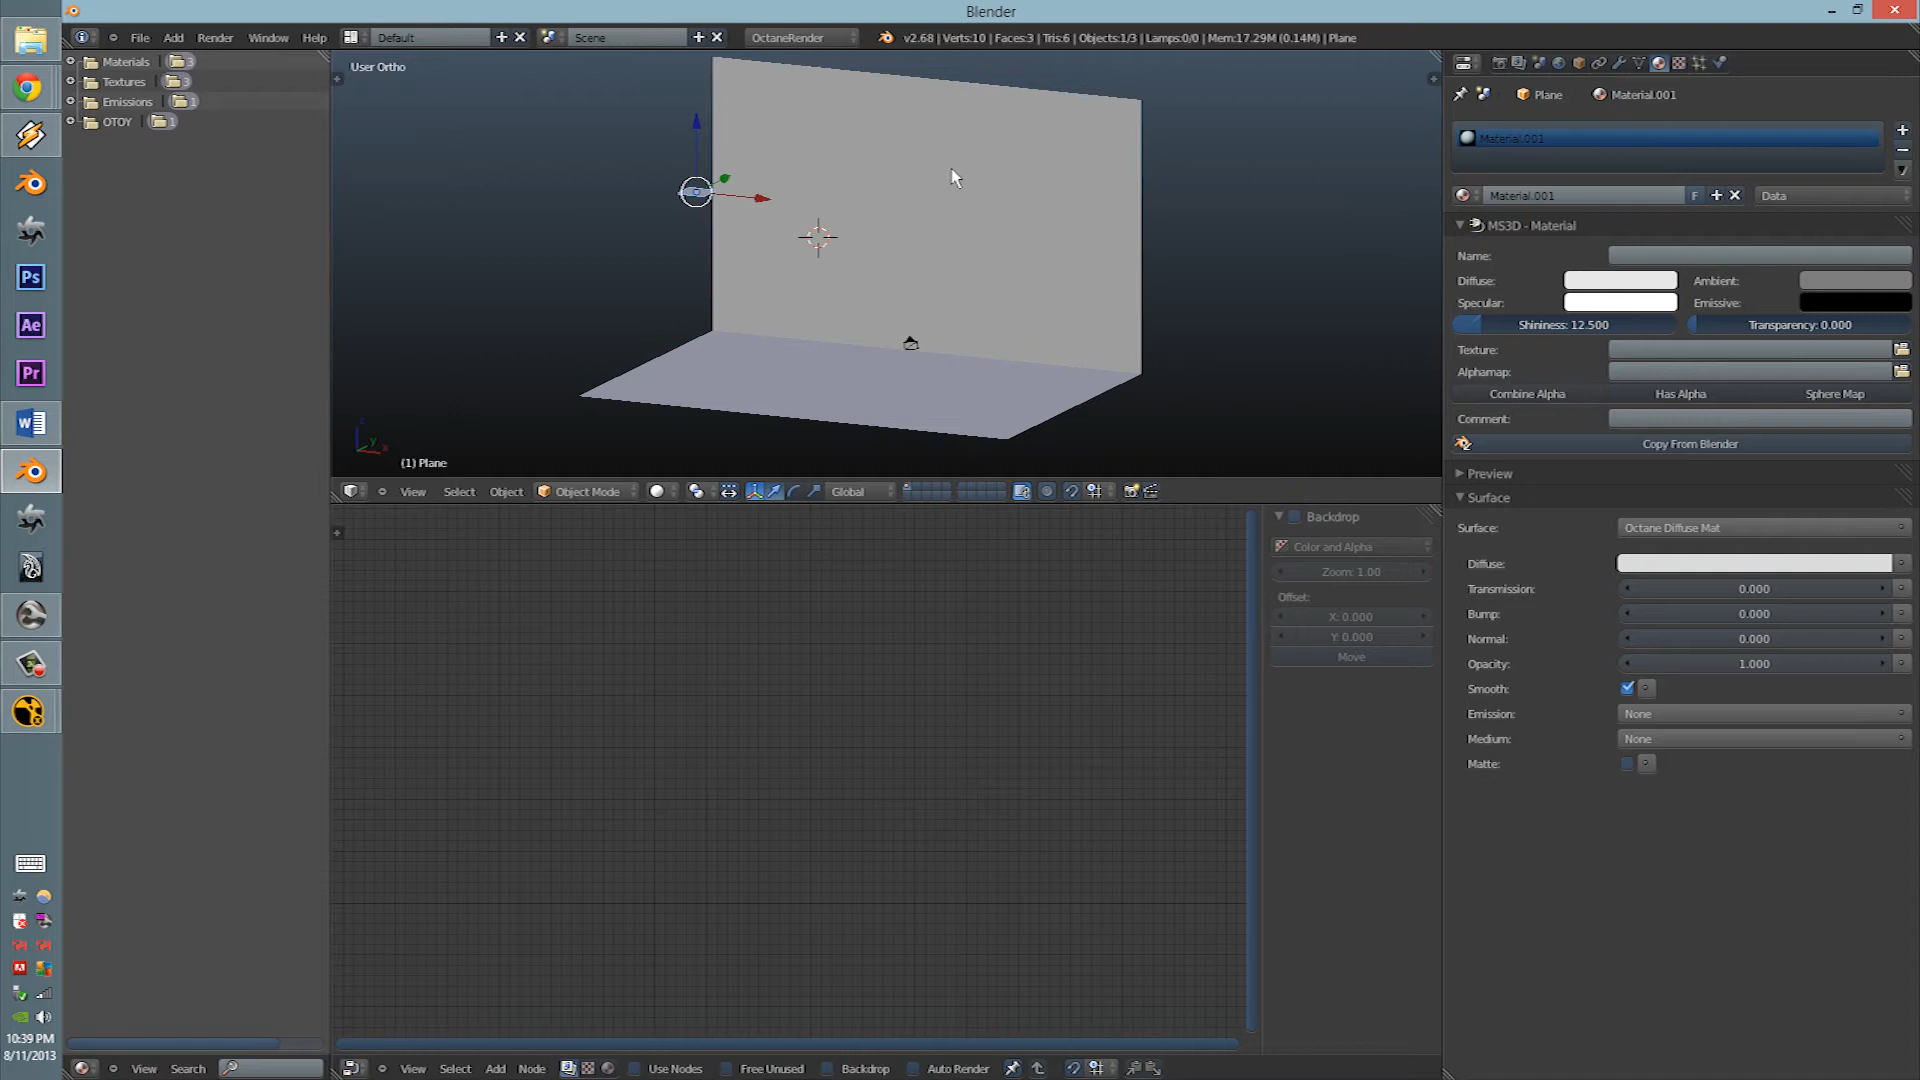 Blender
File Add Render Window Help Default Scene OctaneRender v2.68 | Verts:10 | Faces:3 | Tris:6 | Objects:1/3 | Lamps:0/0 | Mem:17.29M (0.14M) | Plane
Materials 3
Textures 3
Emissions 1
OTOY 1
User Ortho
(1) Plane
View Select Object Object Mode Global
Backdrop
Color and Alpha
Zoom: 1.00
Offset:
X: 0.000
Y: 0.000
Move
Plane Material.001
Material.001
Material.001 F Data
MS3D - Material
Name:
Diffuse: Ambient:
Specular: Emissive:
Shininess: 12.500 Transparency: 0.000
Texture:
Alphamap:
Combine Alpha Has Alpha Sphere Map
Comment:
Copy From Blender
Preview
Surface
Surface: Octane Diffuse Mat
Diffuse:
Transmission: 0.000
Bump: 0.000
Normal: 0.000
Opacity: 1.000
Smooth:
Emission: None
Medium: None
Matte:
Ps
Ae
Pr
W
10:39 PM
8/11/2013
View Search
View Select Add Node Use Nodes Free Unused Backdrop Auto Render